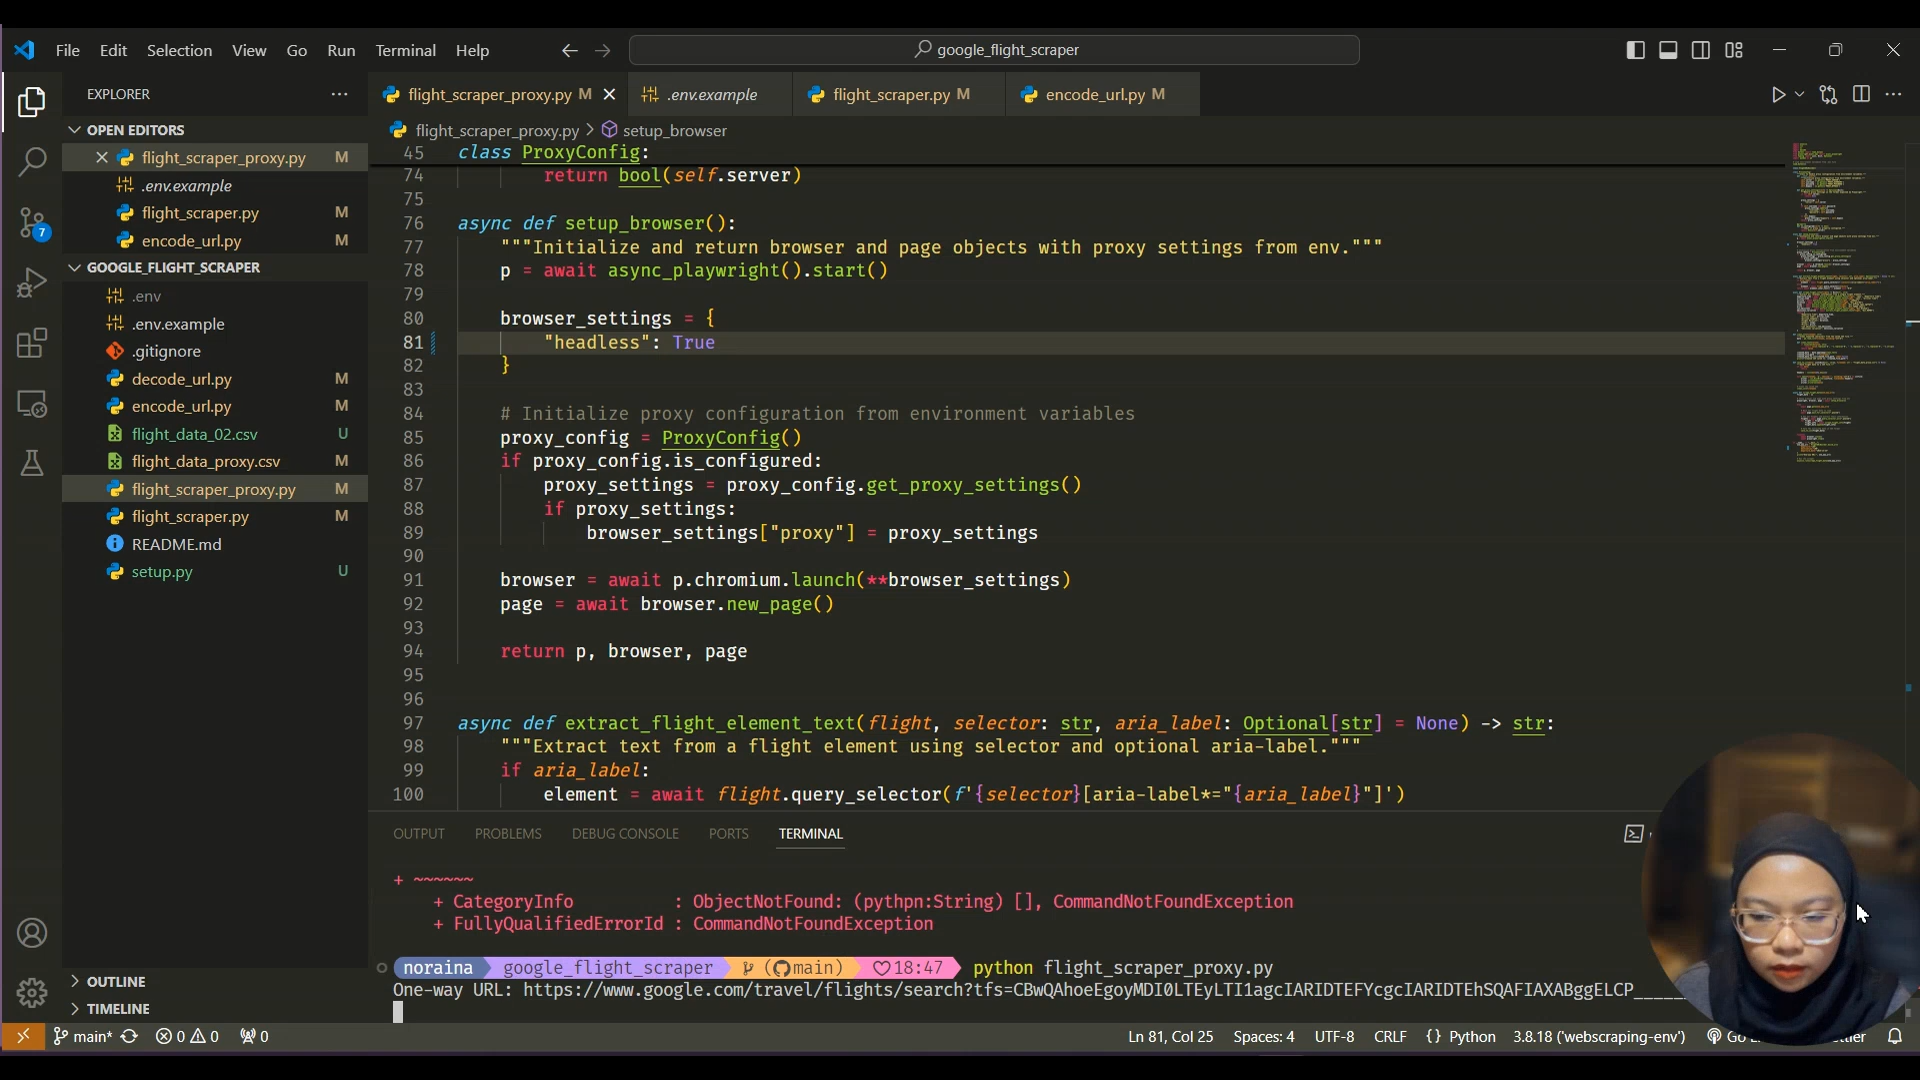 File Edit Selection View Go Run Terminal Help
google_flight_scraper
EXPLORER
OPEN EDITORS
flight_scraper_proxy.py M
.env.example
flight_scraper.py M
encode_url.py M
7
GOOGLE_FLIGHT_SCRAPER
.env
.env.example
.gitignore
decode_url.py M
encode_url.py M
flight_data_02.csv U
flight_data_proxy.csv M
flight_scraper_proxy.py M
flight_scraper.py M
README.md
setup.py U
OUTLINE
TIMELINE
flight_scraper_proxy.py M .env.example flight_scraper.py M encode_url.py M
flight_scraper_proxy.py > setup_browser
45 class ProxyConfig:
74 return bool(self.server)
75
76 async def setup_browser():
77 """Initialize and return browser and page objects with proxy settings from env."""
78 p = await async_playwright().start()
79
80 browser_settings = {
81 "headless": True
82 }
83
84 # Initialize proxy configuration from environment variables
85 proxy_config = ProxyConfig()
86 if proxy_config.is_configured:
87 proxy_settings = proxy_config.get_proxy_settings()
88 if proxy_settings:
89 browser_settings["proxy"] = proxy_settings
90
91 browser = await p.chromium.launch(**browser_settings)
92 page = await browser.new_page()
93
94 return p, browser, page
95
96
97 async def extract_flight_element_text(flight, selector: str, aria_label: Optional[str] = None) -> str:
98 """Extract text from a flight element using selector and optional aria-label."""
99 if aria_label:
100 element = await flight.query_selector(f'{selector}[aria-label*="{aria_label}"]')
OUTPUT PROBLEMS DEBUG CONSOLE PORTS TERMINAL
+ ~~~~~~
+ CategoryInfo : ObjectNotFound: (pythpn:String) [], CommandNotFoundException
+ FullyQualifiedErrorId : CommandNotFoundException
noraina google_flight_scraper (main) 18:47 python flight_scraper_proxy.py
One-way URL: https://www.google.com/travel/flights/search?tfs=CBwQAhoeEgoyMDI0LTEyLTI1agcIARIDTEFYcgcIARIDTEhSQAFIAXABggELCP______
main* 0 0 0 Ln 81, Col 25 Spaces: 4 UTF-8 CRLF {} Python 3.8.18 ('webscraping-env')